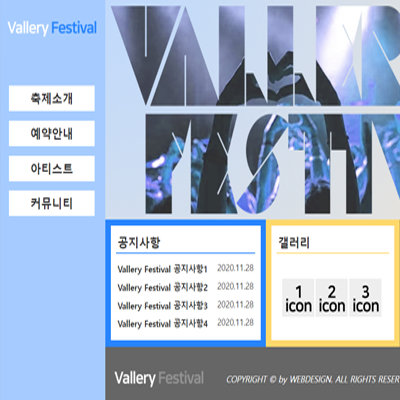 Vallery Festival
축제소개
예약안내
아티스트
커뮤니티
VALLER
FESTIV
공지사항
Vallery Festival 공지사항1 2020.11.28
Vallery Festival 공지사항2 2020.11.28
Vallery Festival 공지사항3 2020.11.28
Vallery Festival 공지사항4 2020.11.28
갤러리
1 2 3
icon icon icon
Vallery Festival
COPYRIGHT © by WEBDESIGN. ALL RIGHTS RESER